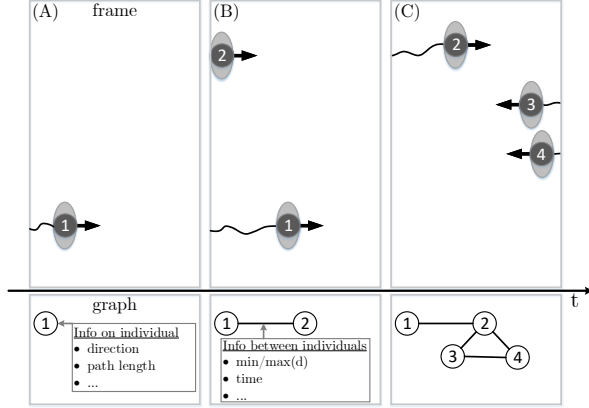 (A) frame
1
(B)
2
1
(C)
2
3
4
t
graph
1
Info on individual
• direction
• path length
• ...
1 2
Info between individuals
• min/max(d)
• time
• ...
1 2
3 4